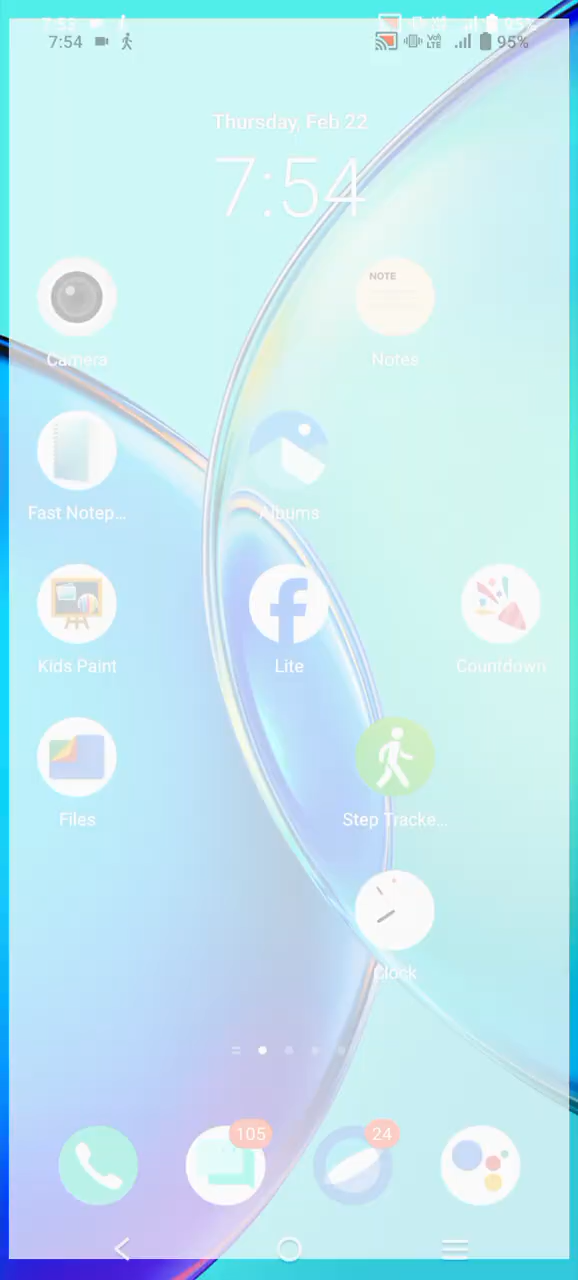 7:54 95%
Thursday, Feb 22
7:54
NOTE
Camera Notes
Fast Notep... Albums
Kids Paint Lite Countdown
Files Step Tracke...
Clock
105 24